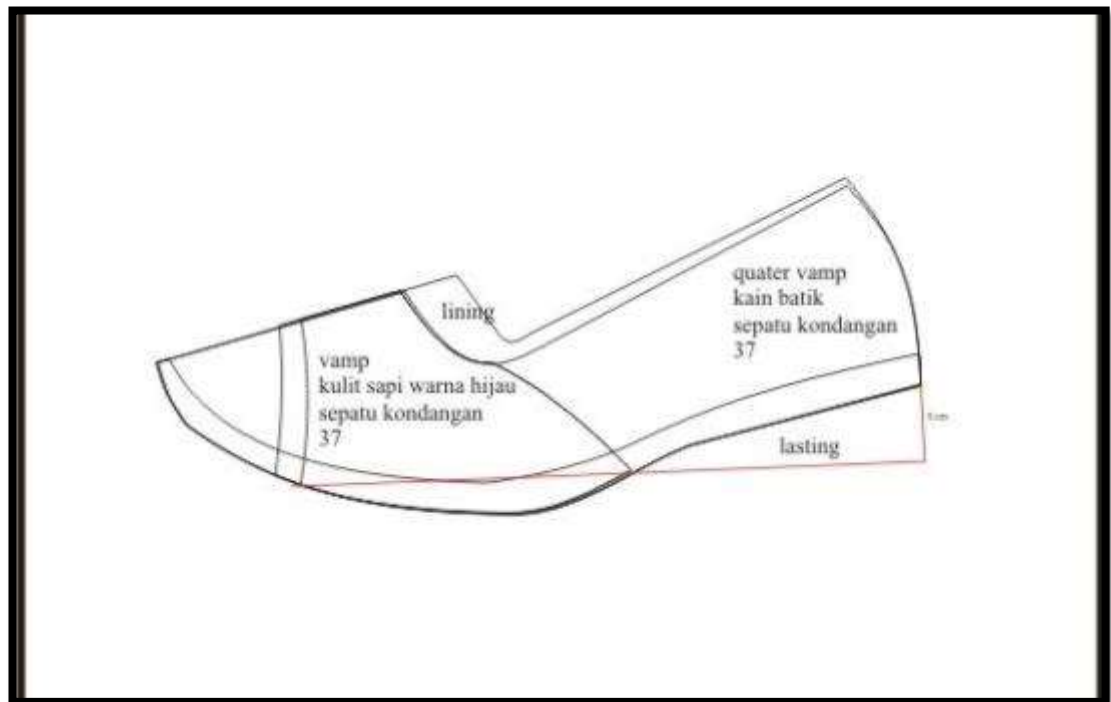 lining
quater vamp
kain batik
sepatu kondangan
37
vamp
kulit sapi warna hijau
sepatu kondangan
37
lasting